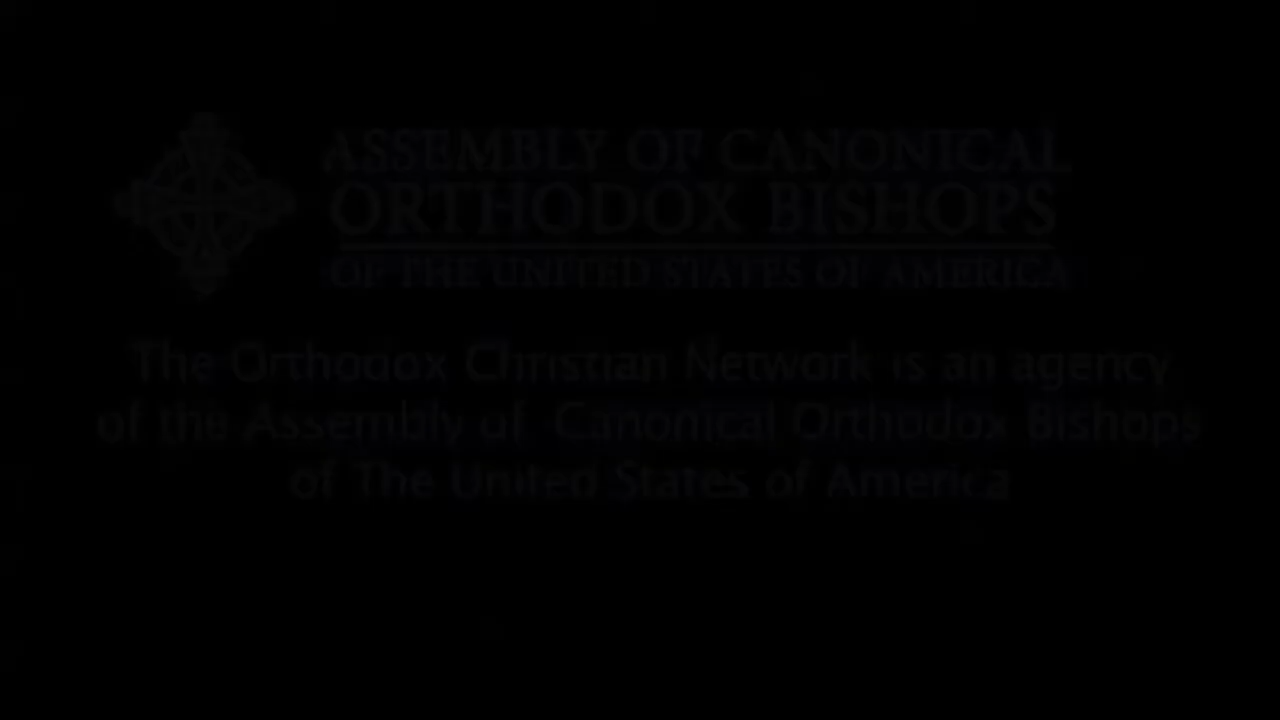 ASSEMBLY OF CANONICAL
ORTHODOX BISHOPS
OF THE UNITED STATES OF AMERICA
The Orthodox Christian Network is an agency
of the Assembly of Canonical Orthodox Bishops
of The United States of America